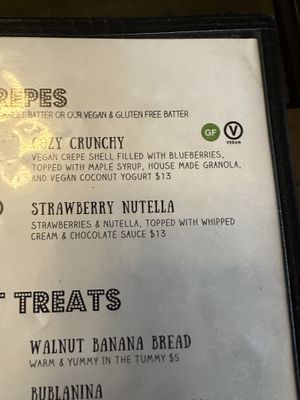 REPES
WEET BATTER OR OUR VEGAN & GLUTEN FREE BATTER
COZY CRUNCHY
GF
V
VEGAN
VEGAN CREPE SHELL FILLED WITH BLUEBERRIES,
TOPPED WITH MAPLE SYRUP, HOUSE MADE GRANOLA,
AND VEGAN COCONUT YOGURT $13
STRAWBERRY NUTELLA
STRAWBERRIES & NUTELLA, TOPPED WITH WHIPPED
CREAM & CHOCOLATE SAUCE $13
T TREATS
WALNUT BANANA BREAD
WARM & YUMMY IN THE TUMMY $5
BUBLANINA